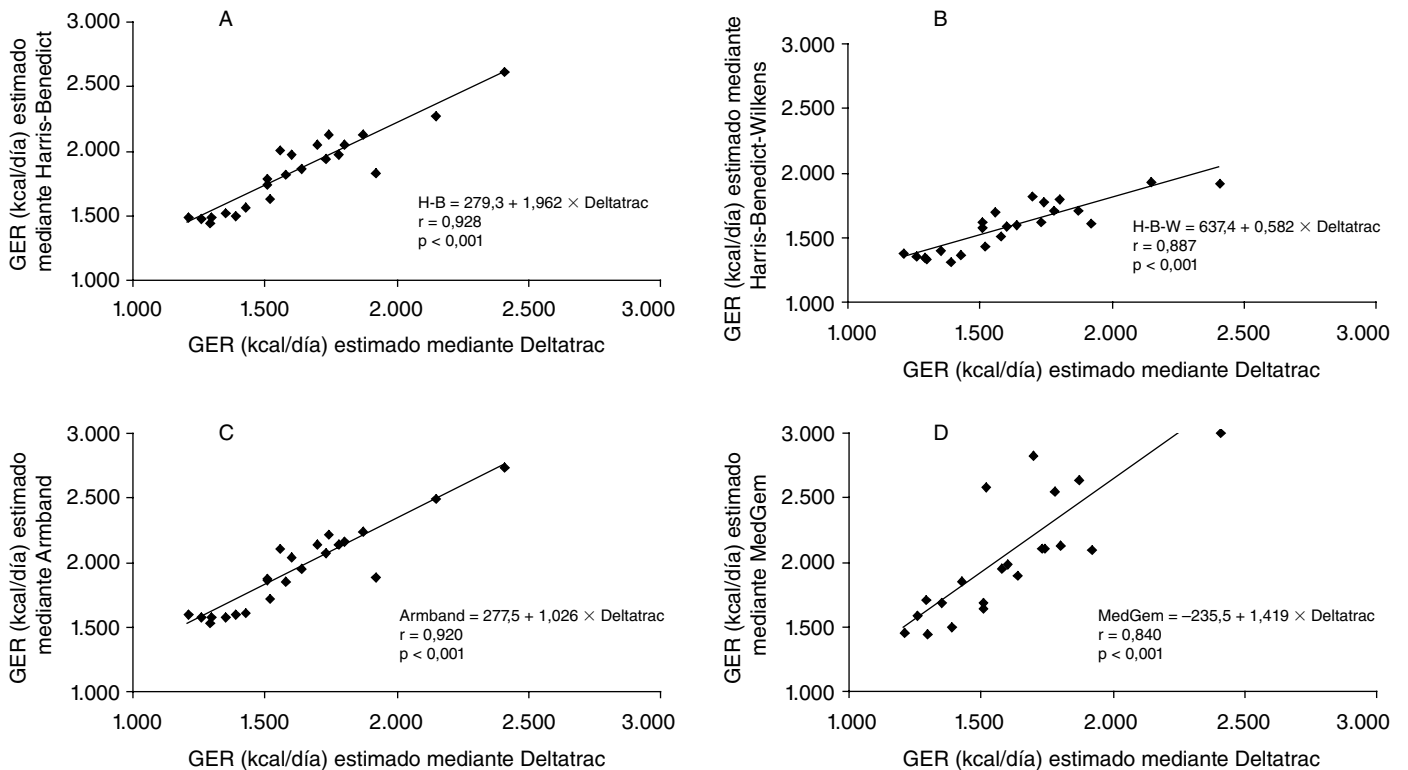 A
GER (kcal/día) estimado
mediante Harris-Benedict
3.000
2.500
2.000
1.500
1.000
H-B = 279,3 + 1,962 × Deltatrac
r = 0,928
p < 0,001
1.000 1.500 2.000 2.500 3.000
GER (kcal/día) estimado mediante Deltatrac
B
GER (kcal/día) estimado mediante
Harris-Benedict-Wilkens
3.000
2.500
2.000
1.500
1.000
H-B-W = 637,4 + 0,582 × Deltatrac
r = 0,887
p < 0,001
1.000 1.500 2.000 2.500 3.000
GER (kcal/día) estimado mediante Deltatrac
C
GER (kcal/día) estimado
mediante Armband
3.000
2.500
2.000
1.500
1.000
Armband = 277,5 + 1,026 × Deltatrac
r = 0,920
p < 0,001
1.000 1.500 2.000 2.500 3.000
GER (kcal/día) estimado mediante Deltatrac
D
GER (kcal/día) estimado
mediante MedGem
3.000
2.500
2.000
1.500
1.000
MedGem = –235,5 + 1,419 × Deltatrac
r = 0,840
p < 0,001
1.000 1.500 2.000 2.500 3.000
GER (kcal/día) estimado mediante Deltatrac